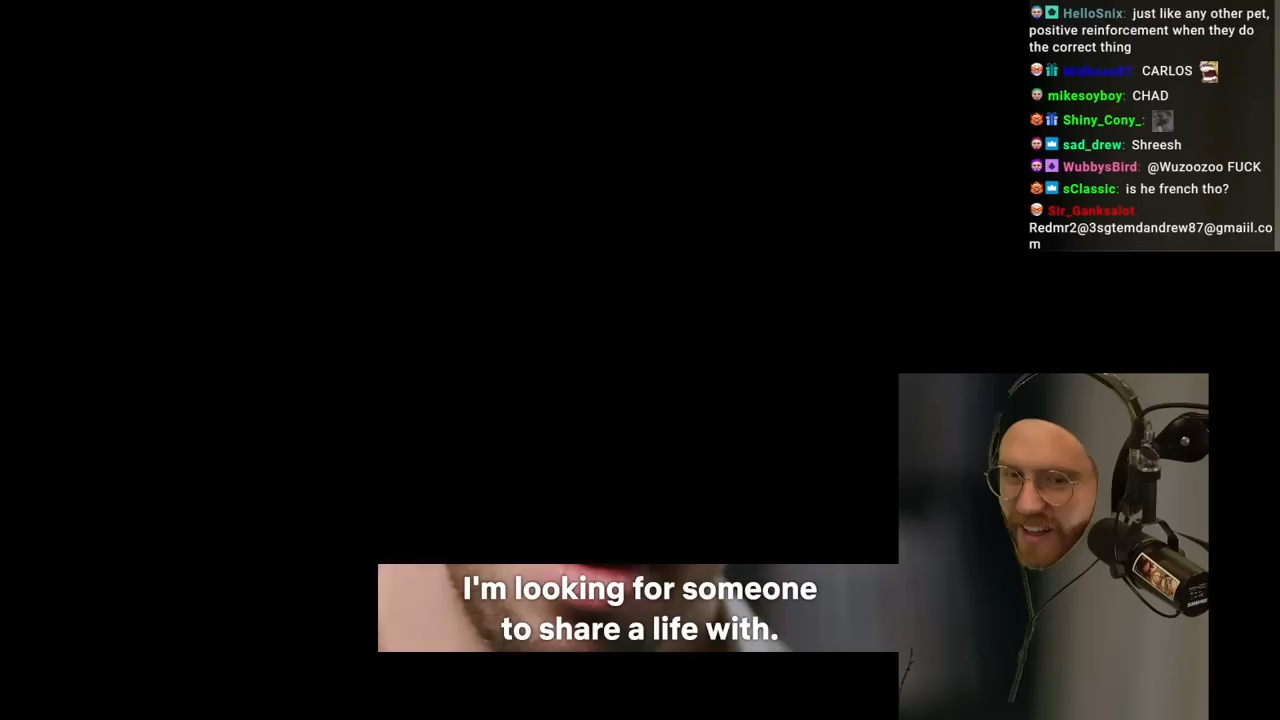 HelloSnix: just like any other pet,
positive reinforcement when they do
the correct thing
CARLOS
mikesoyboy: CHAD
Shiny_Cony_:
sad_drew: Shreesh
WubbysBird: @Wuzoozoo FUCK
sClassic: is he french tho?
Sir_Ganksalot
Redmr2@3sgtemdandrew87@gmaiil.co
m
I'm looking for someone
to share a life with.